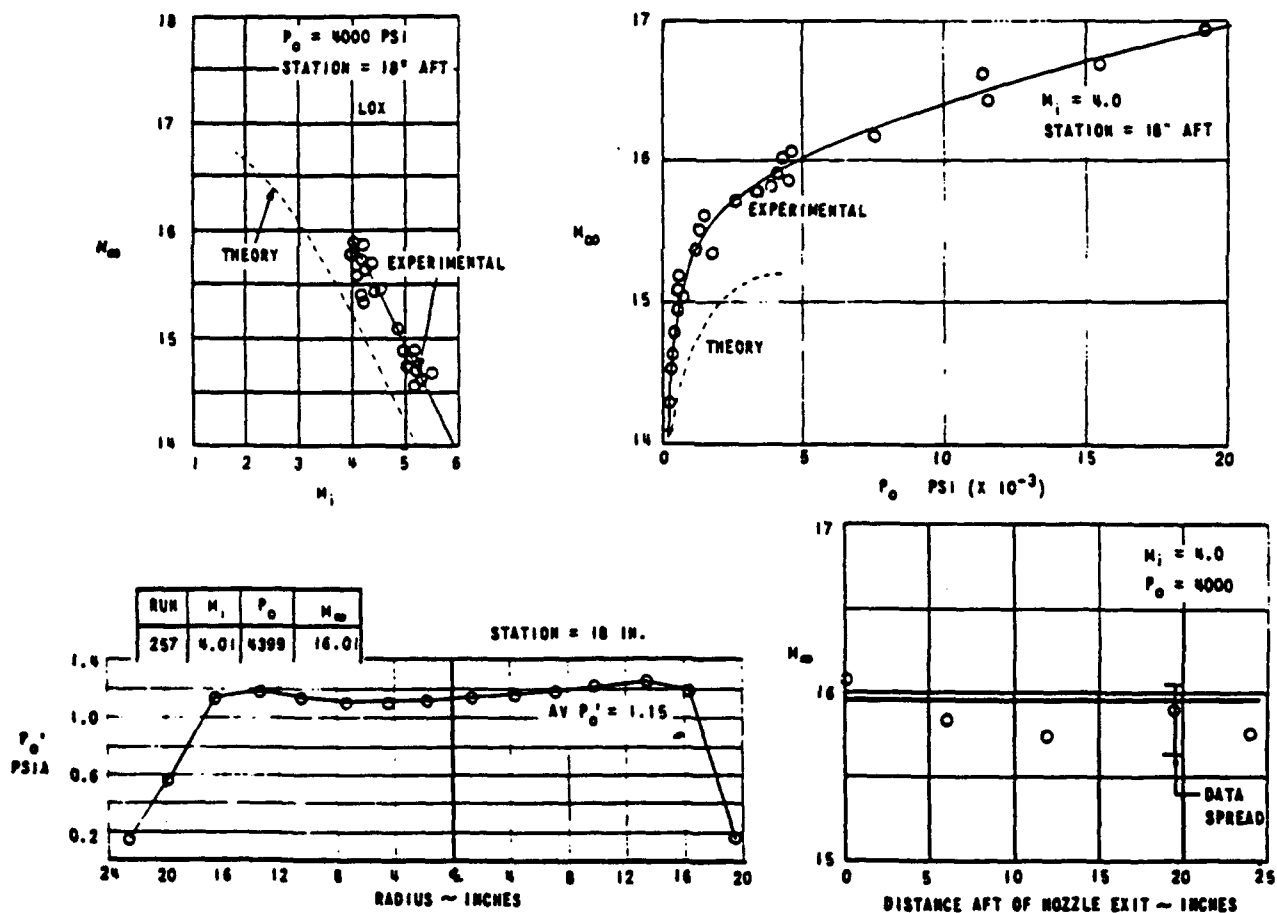 18
17
16
15
14
P₀ = 4000 PSI
STATION = 18" AFT
LOX
THEORY
EXPERIMENTAL
M∞
1 2 3 4 5 6
Mᵢ
17
16
15
14
Mᵢ = 4.0
STATION = 18" AFT
EXPERIMENTAL
THEORY
M∞
0 5 10 15 20
P₀ PSI (X 10⁻³)
RUN Mᵢ P₀ M∞
257 4.01 4399 16.01
STATION = 18 IN.
1.4
1.0
0.6
0.2
P₀' PSIA
AV P₀' = 1.15
24 20 16 12 8 4 ℄ 4 8 12 16 20
RADIUS ~ INCHES
17
16
15
Mᵢ = 4.0
P₀ = 4000
M∞
DATA
SPREAD
0 5 10 15 20 25
DISTANCE AFT OF NOZZLE EXIT ~ INCHES